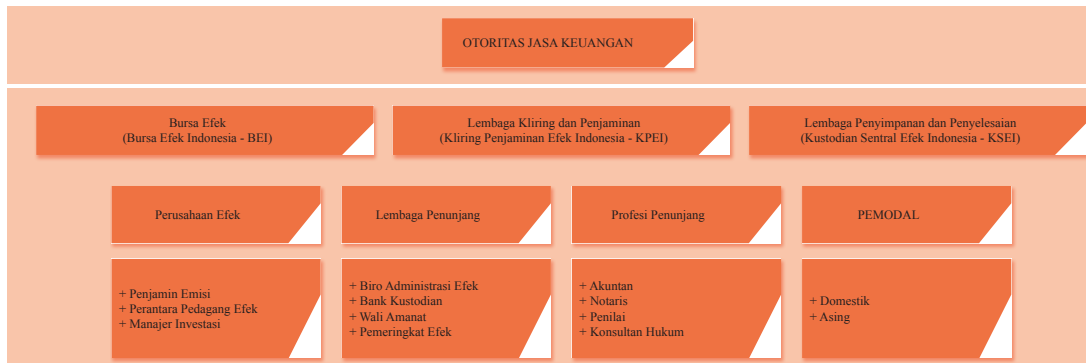 OTORITAS JASA KEUANGAN
Bursa Efek
(Bursa Efek Indonesia - BEI)
Lembaga Kliring dan Penjaminan
(Kliring Penjaminan Efek Indonesia - KPEI)
Lembaga Penyimpanan dan Penyelesaian
(Kustodian Sentral Efek Indonesia - KSEI)
Perusahaan Efek
Lembaga Penunjang
Profesi Penunjang
PEMODAL
+ Penjamin Emisi
+ Perantara Pedagang Efek
+ Manajer Investasi
+ Biro Administrasi Efek
+ Bank Kustodian
+ Wali Amanat
+ Pemeringkat Efek
+ Akuntan
+ Notaris
+ Penilai
+ Konsultan Hukum
+ Domestik
+ Asing